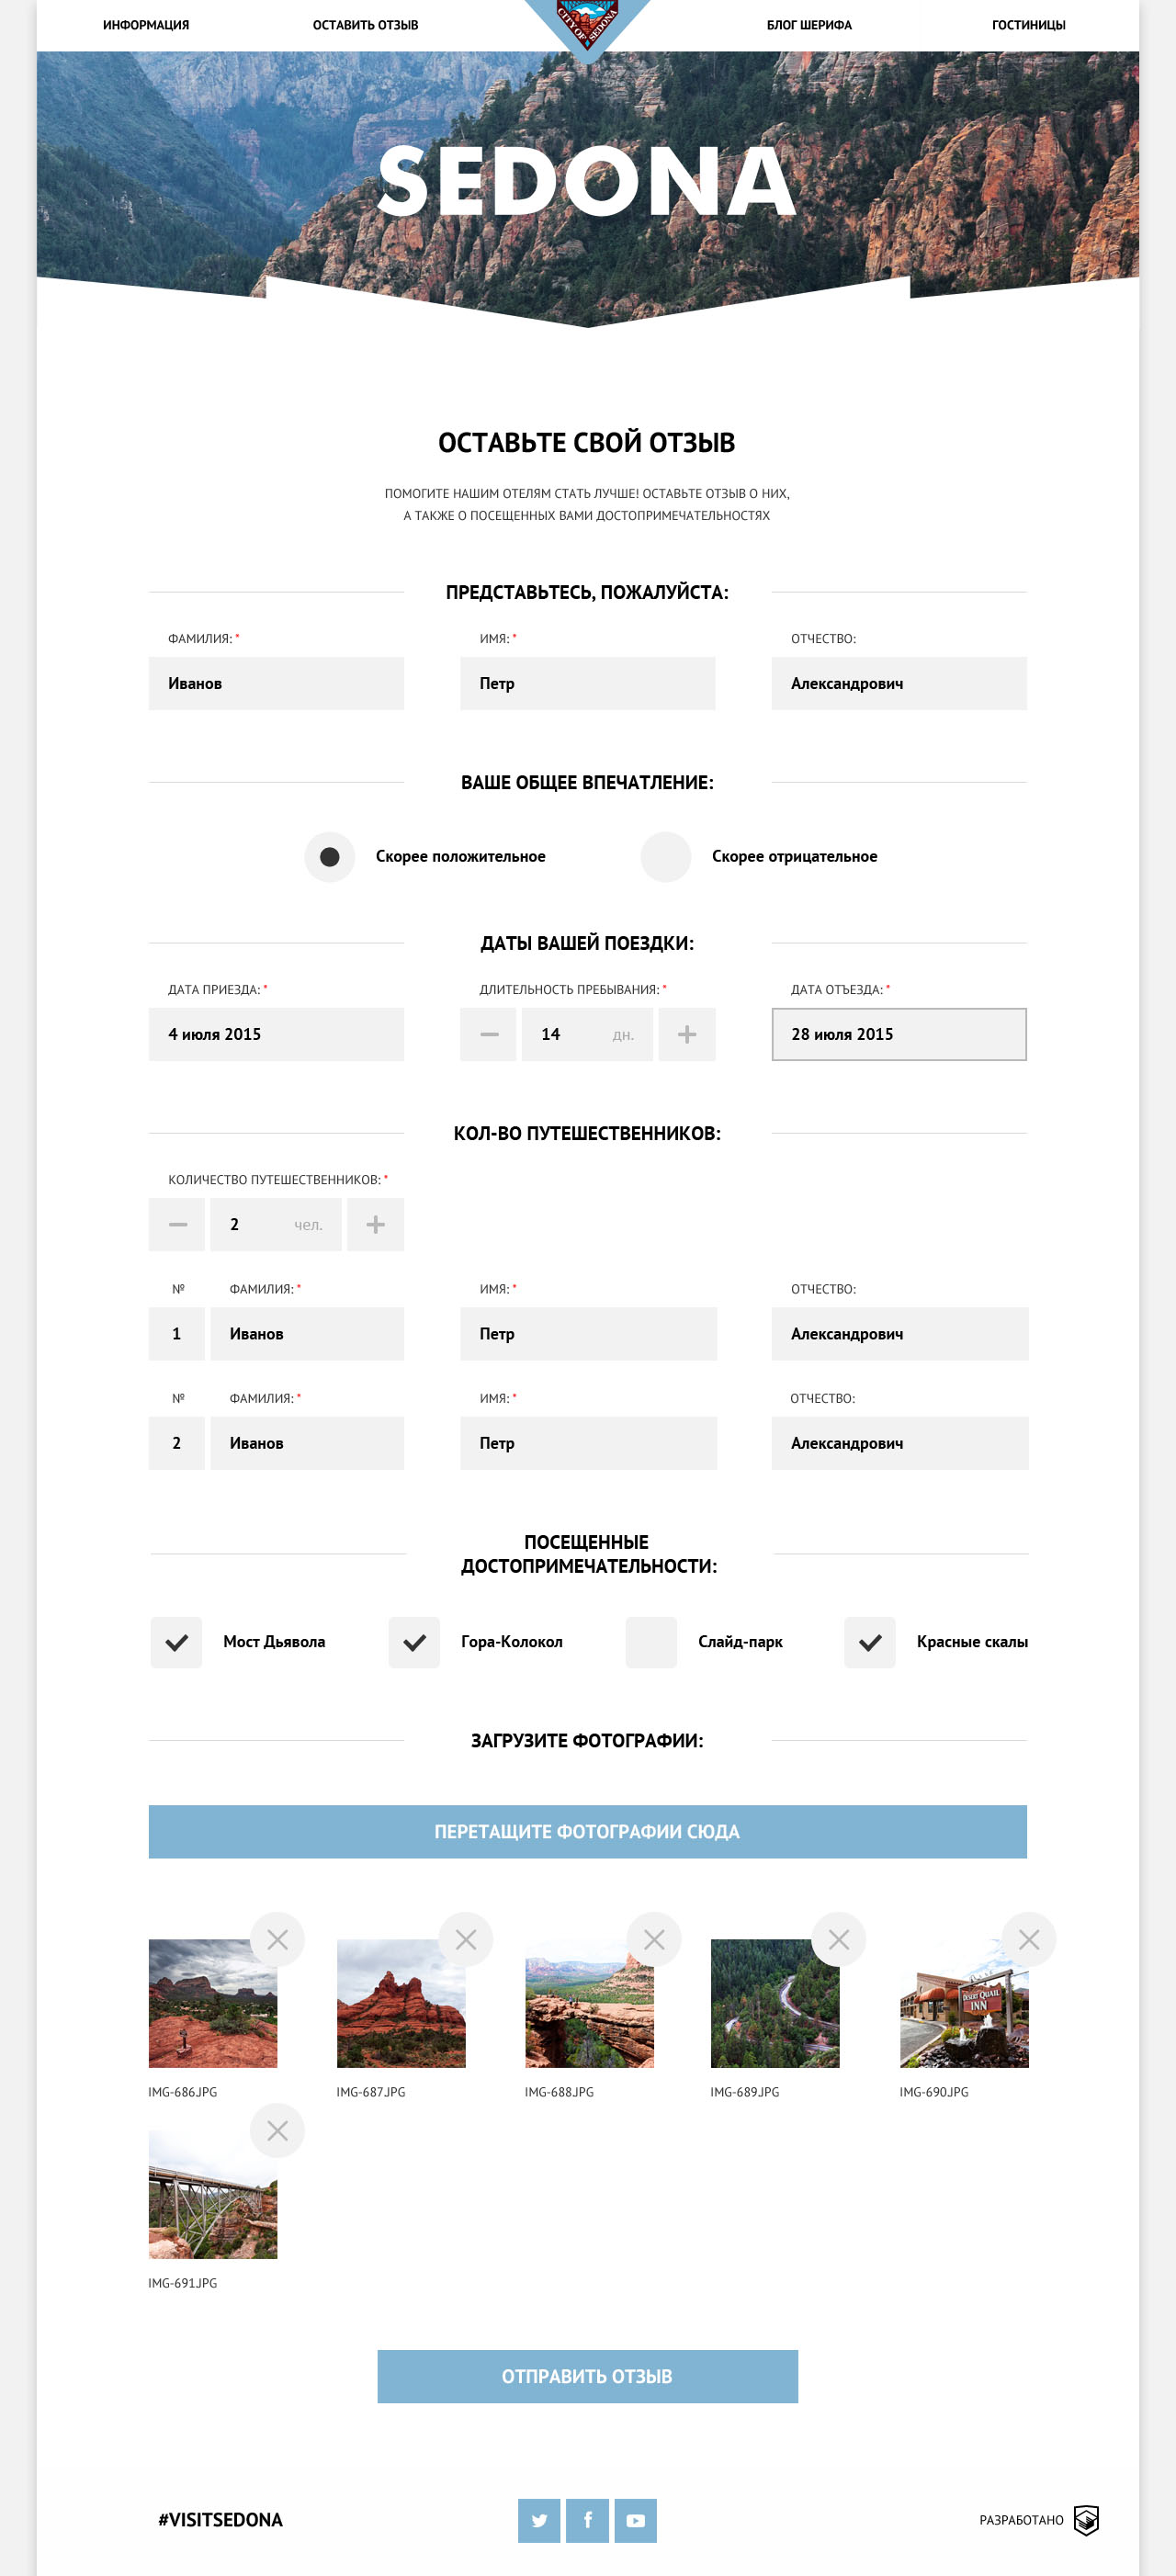 ИНФОРМАЦИЯ ОСТАВИТЬ ОТЗЫВ БЛОГ ШЕРИФА ГОСТИНИЦЫ
CITY OF SEDONA
SEDONA
ОСТАВЬТЕ СВОЙ ОТЗЫВ
ПОМОГИТЕ НАШИМ ОТЕЛЯМ СТАТЬ ЛУЧШЕ! ОСТАВЬТЕ ОТЗЫВ О НИХ,
А ТАКЖЕ О ПОСЕЩЕННЫХ ВАМИ ДОСТОПРИМЕЧАТЕЛЬНОСТЯХ
ПРЕДСТАВЬТЕСЬ, ПОЖАЛУЙСТА:
ФАМИЛИЯ: * ИМЯ: * ОТЧЕСТВО:
Иванов Петр Александрович
ВАШЕ ОБЩЕЕ ВПЕЧАТЛЕНИЕ:
Скорее положительное Скорее отрицательное
ДАТЫ ВАШЕЙ ПОЕЗДКИ:
ДАТА ПРИЕЗДА: * ДЛИТЕЛЬНОСТЬ ПРЕБЫВАНИЯ: * ДАТА ОТЪЕЗДА: *
4 июля 2015 14 дн. 28 июля 2015
КОЛ-ВО ПУТЕШЕСТВЕННИКОВ:
КОЛИЧЕСТВО ПУТЕШЕСТВЕННИКОВ: *
2 чел.
№ ФАМИЛИЯ: * ИМЯ: * ОТЧЕСТВО:
1 Иванов Петр Александрович
№ ФАМИЛИЯ: * ИМЯ: * ОТЧЕСТВО:
2 Иванов Петр Александрович
ПОСЕЩЕННЫЕ
ДОСТОПРИМЕЧАТЕЛЬНОСТИ:
Мост Дьявола Гора-Колокол Слайд-парк Красные скалы
ЗАГРУЗИТЕ ФОТОГРАФИИ:
ПЕРЕТАЩИТЕ ФОТОГРАФИИ СЮДА
DESERT QUAIL
INN
IMG-686.JPG IMG-687.JPG IMG-688.JPG IMG-689.JPG IMG-690.JPG
IMG-691.JPG
ОТПРАВИТЬ ОТЗЫВ
#VISITSEDONA РАЗРАБОТАНО